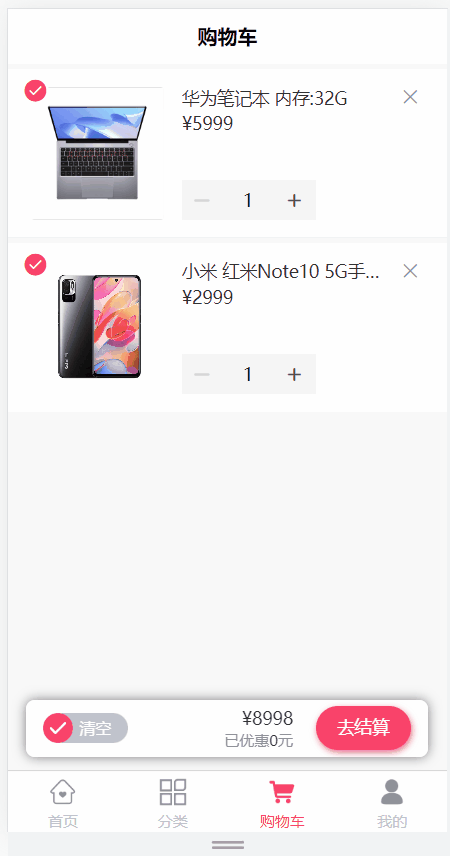 购物车
华为笔记本 内存:32G
¥5999
1
小米 红米Note10 5G手...
¥2999
1
清空
¥8998
已优惠0元
去结算
首页
分类
购物车
我的